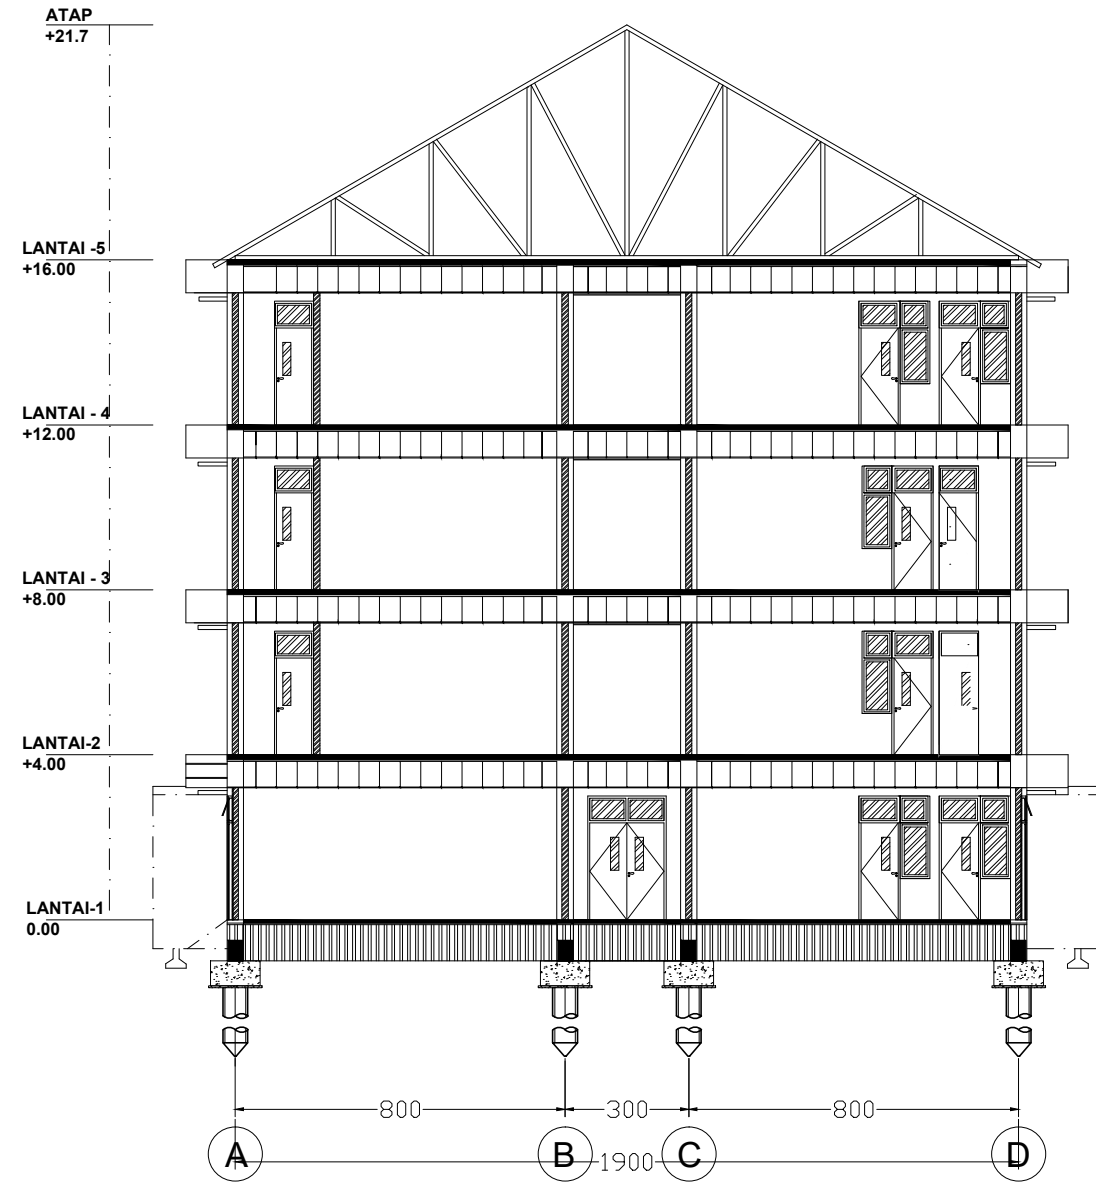 ATAP
+21.7
LANTAI -5
+16.00
LANTAI - 4
+12.00
LANTAI - 3
+8.00
LANTAI-2
+4.00
LANTAI-1
0.00
800 300 800
A B C D
1900